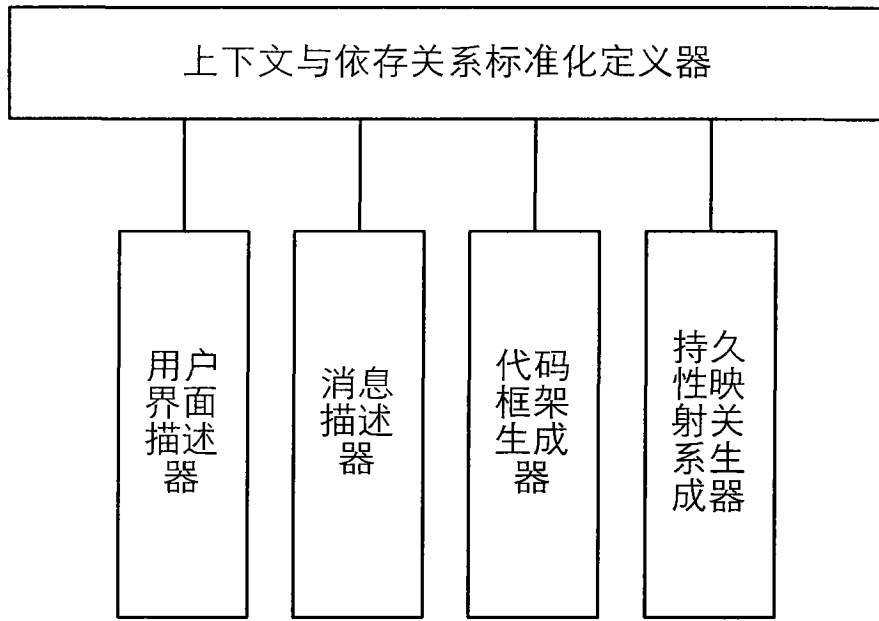 上下文与依存关系标准化定义器
用户
界面
描述
器
消息
描述
器
代码
框架
生成
器
持久
性映
射关
系生
成器